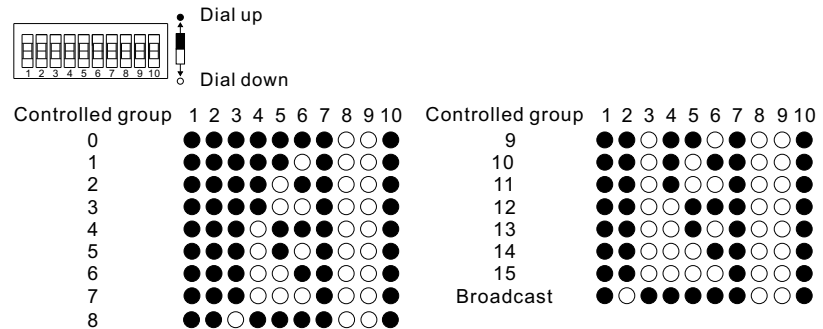 Dial up
1 2 3 4 5 6 7 8 9 10
Dial down
Controlled group 1 2 3 4 5 6 7 8 9 10
0
1
2
3
4
5
6
7
8
Controlled group 1 2 3 4 5 6 7 8 9 10
9
10
11
12
13
14
15
Broadcast